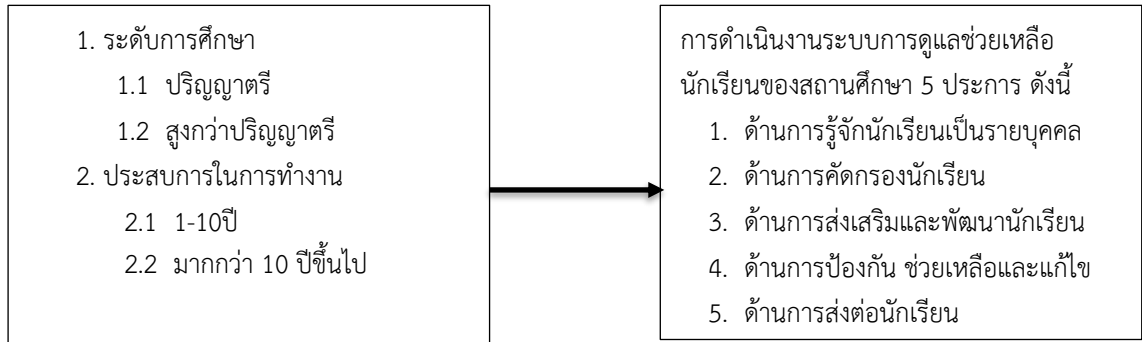 1. ระดับการศึกษา
1.1 ปริญญาตรี
1.2 สูงกว่าปริญญาตรี
2. ประสบการในการทำงาน
2.1 1-10ปี
2.2 มากกว่า 10 ปีขึ้นไป
การดำเนินงานระบบการดูแลช่วยเหลือ
นักเรียนของสถานศึกษา 5 ประการ ดังนี้
1. ด้านการรู้จักนักเรียนเป็นรายบุคคล
2. ด้านการคัดกรองนักเรียน
3. ด้านการส่งเสริมและพัฒนานักเรียน
4. ด้านการป้องกัน ช่วยเหลือและแก้ไข
5. ด้านการส่งต่อนักเรียน